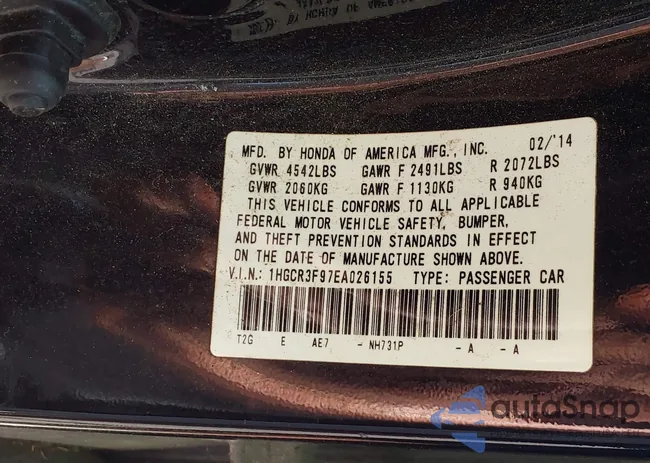 MFD. BY HONDA OF AMERICA MFG., INC. 02/'14
GVWR 4542LBS GAWR F 2491LBS R 2072LBS
GVWR 2060KG GAWR F 1130KG R 940KG
THIS VEHICLE CONFORMS TO ALL APPLICABLE
FEDERAL MOTOR VEHICLE SAFETY, BUMPER,
AND THEFT PREVENTION STANDARDS IN EFFECT
ON THE DATE OF MANUFACTURE SHOWN ABOVE.
V.I.N.: 1HGCR3F97EA026155 TYPE: PASSENGER CAR
T2G E AE7 - NH731P - A - A
autoSnap